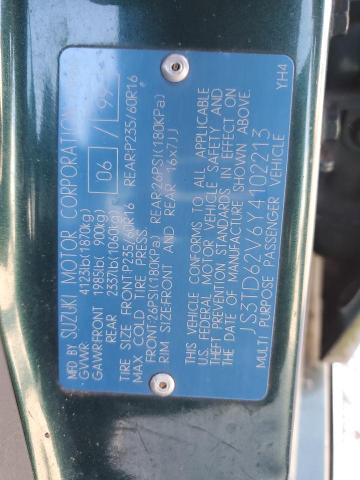 MFD BY SUZUKI MOTOR CORPORATION 06 / 99
GVWR 4123lb(1870kg)
GAWR:FRONT 1985lb( 900kg)
REAR 2337lb(1060kg)
TIRE SIZE FRONT:P235/60R16 REAR:P235/60R16
MAX COLD TIRE PRESS.
FRONT:26PSI(180KPa) REAR:26PSI(180KPa)
RIM SIZE:FRONT AND REAR 16x7JJ
THIS VEHICLE CONFORMS TO ALL APPLICABLE
U.S. FEDERAL MOTOR VEHICLE SAFETY AND
THEFT PREVENTION STANDARDS IN EFFECT ON
THE DATE OF MANUFACTURE SHOWN ABOVE.
JS3TD62V6Y4102213
MULTI PURPOSE PASSENGER VEHICLE YH4